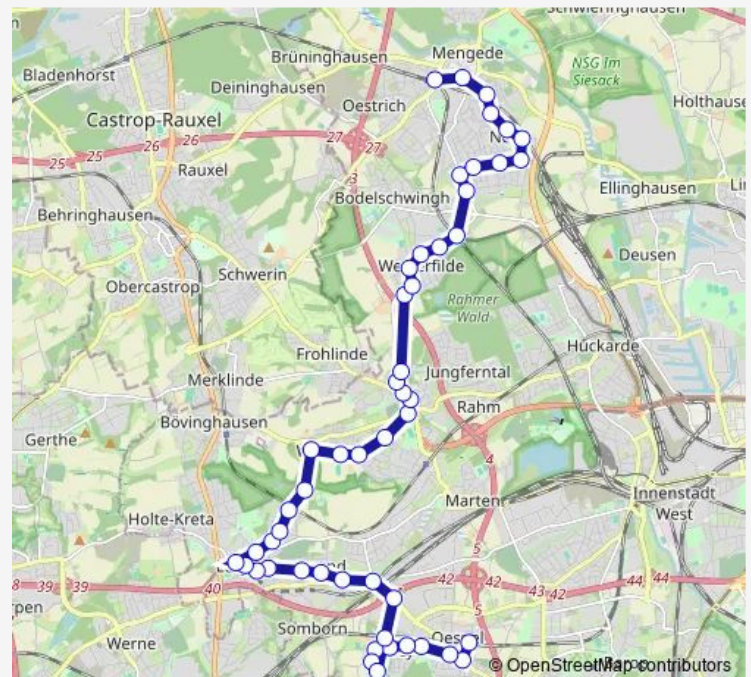 Schwieringhausen
Brüninghausen
Mengede
Bladenhorst
Deininghausen
NSG Im
Siesack
Oestrich
Holthause
Castrop-Rauxel
27
25
25
26
26
27
Rauxel
3
Bodelschwingh
Ellinghausen
Behringhausen
Deusen
Schwerin
Obercastrop
Rahmer
Wald
Frohlinde
Huckarde
Merklinde
Jungferntal
Rahm
Bövinghausen
Gerthe
4
Marten
Innenstadt
West
Holte-Kreta
5
39
39
40
42
42
43
44
44
5
Somborn
Werne
© OpenStreetMap contributors